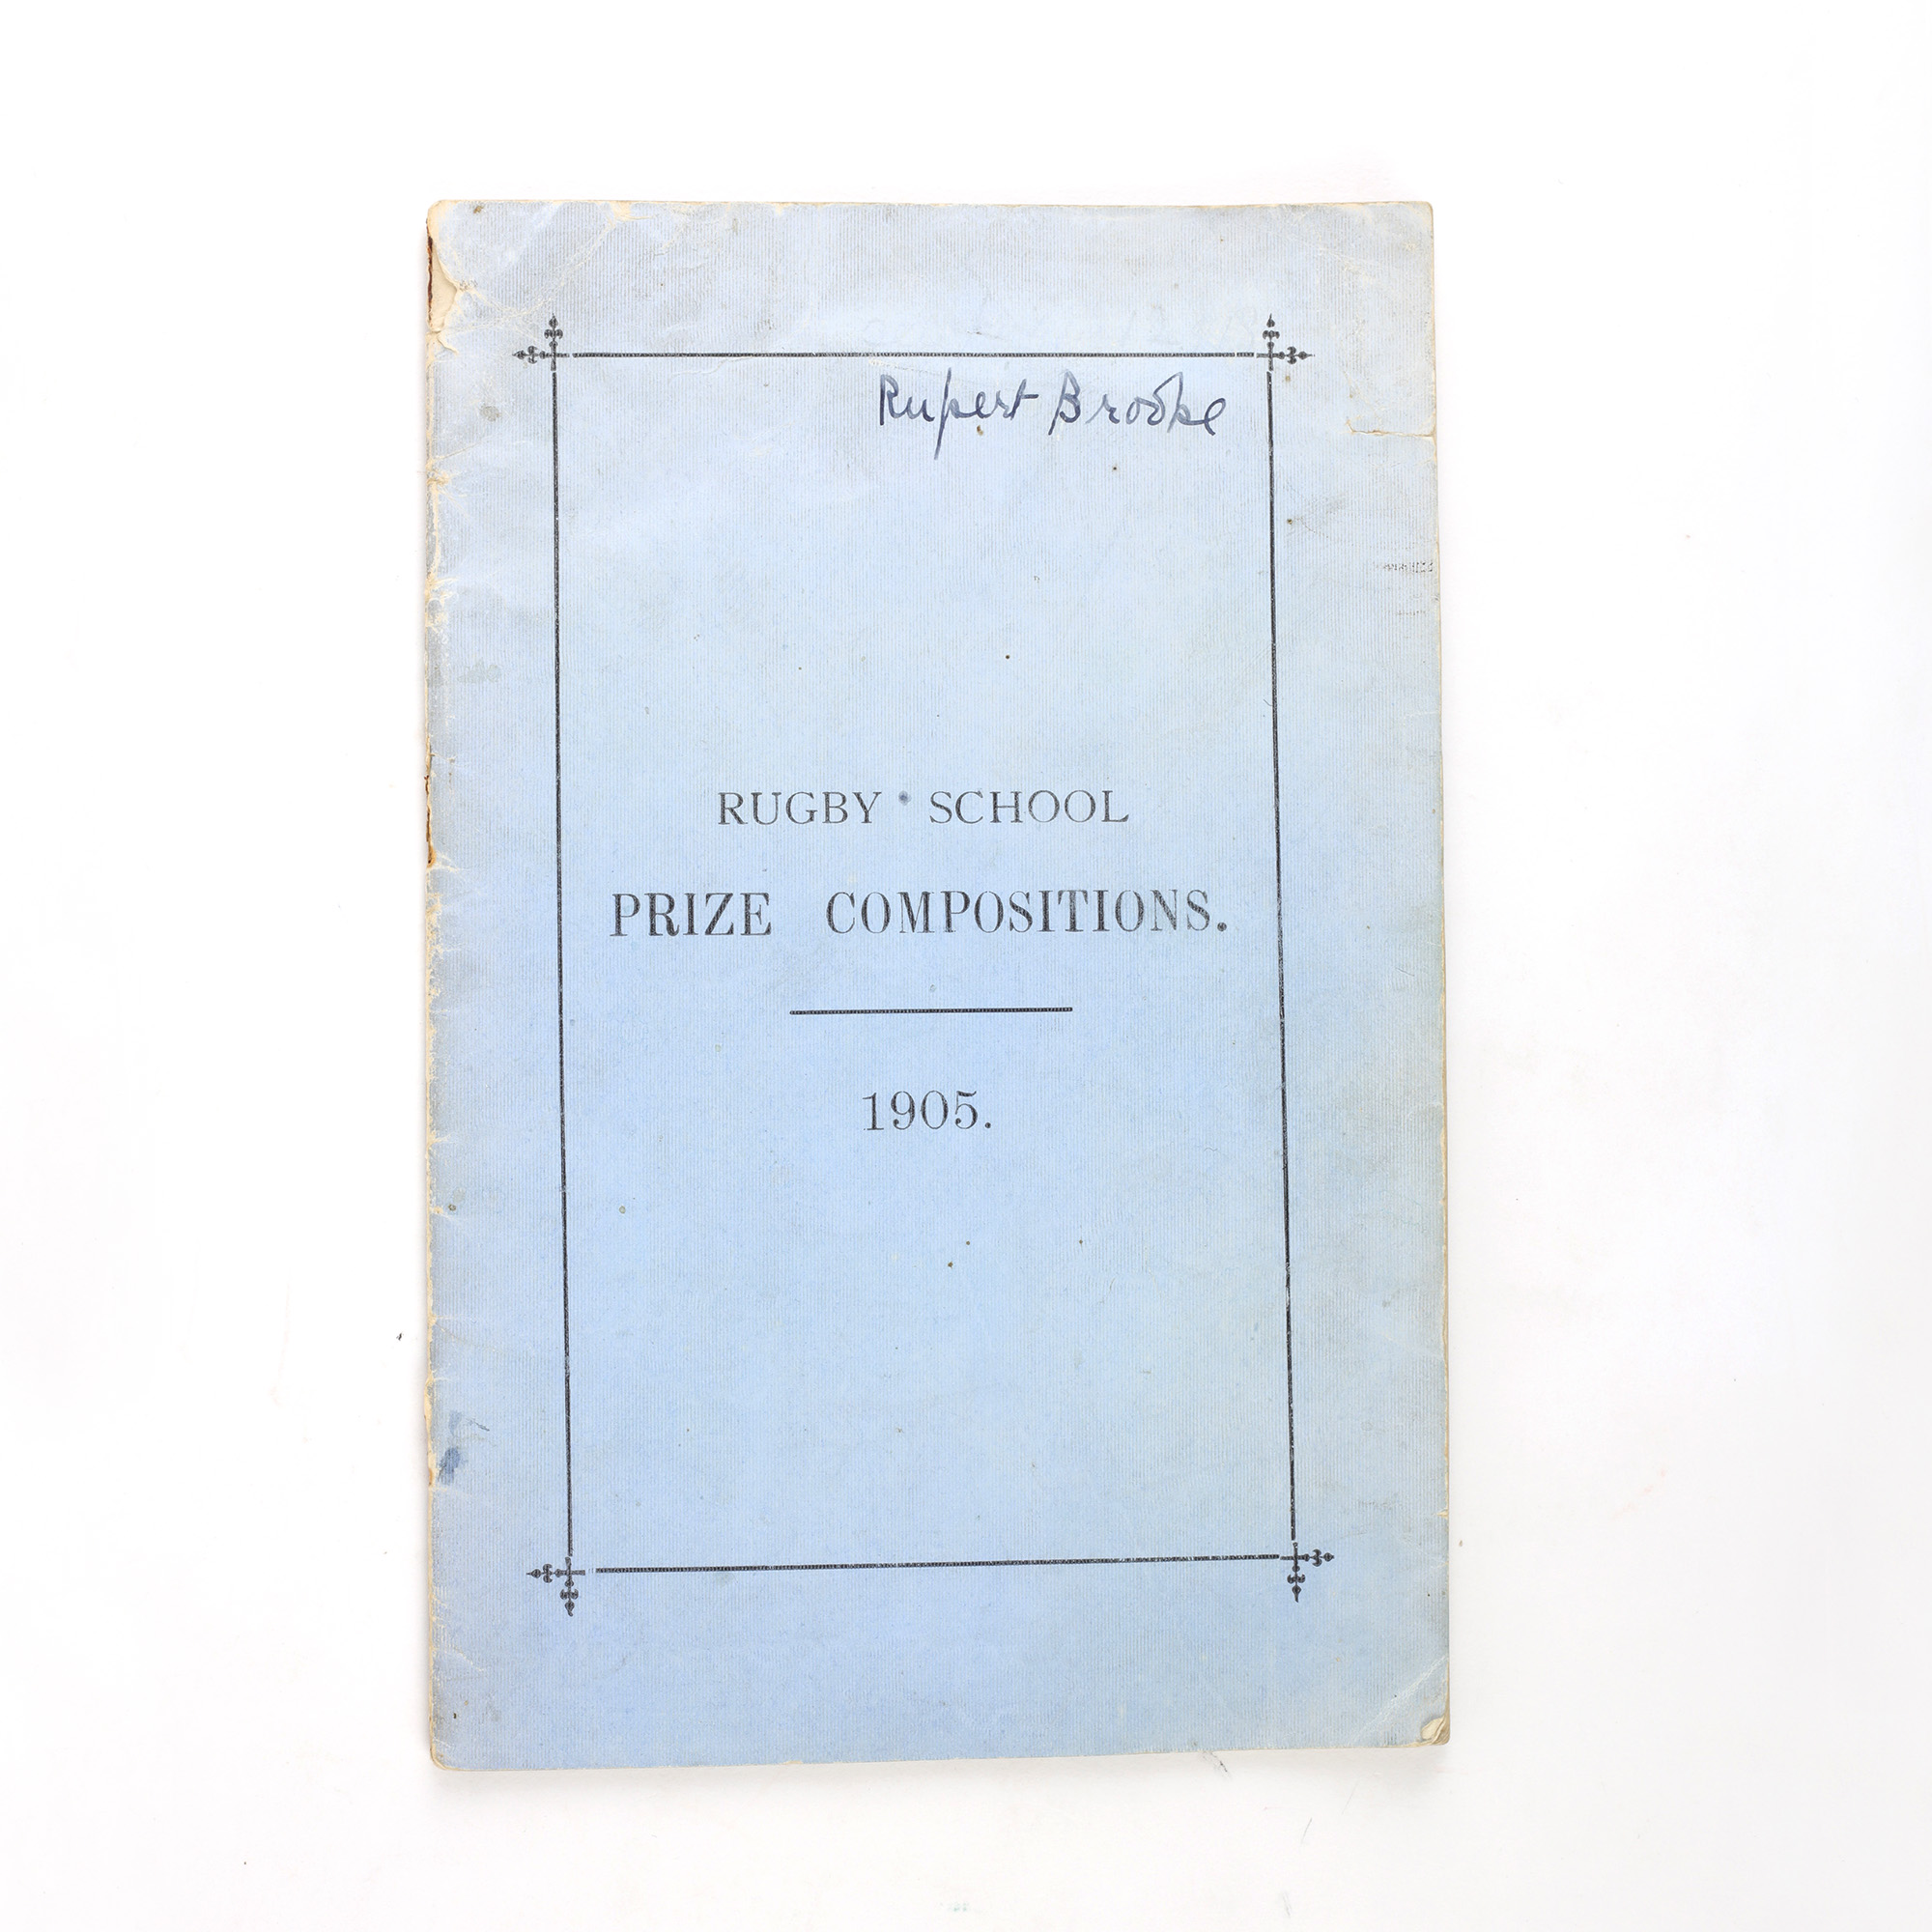 Rupert Brooke
RUGBY SCHOOL
PRIZE COMPOSITIONS.
1905.